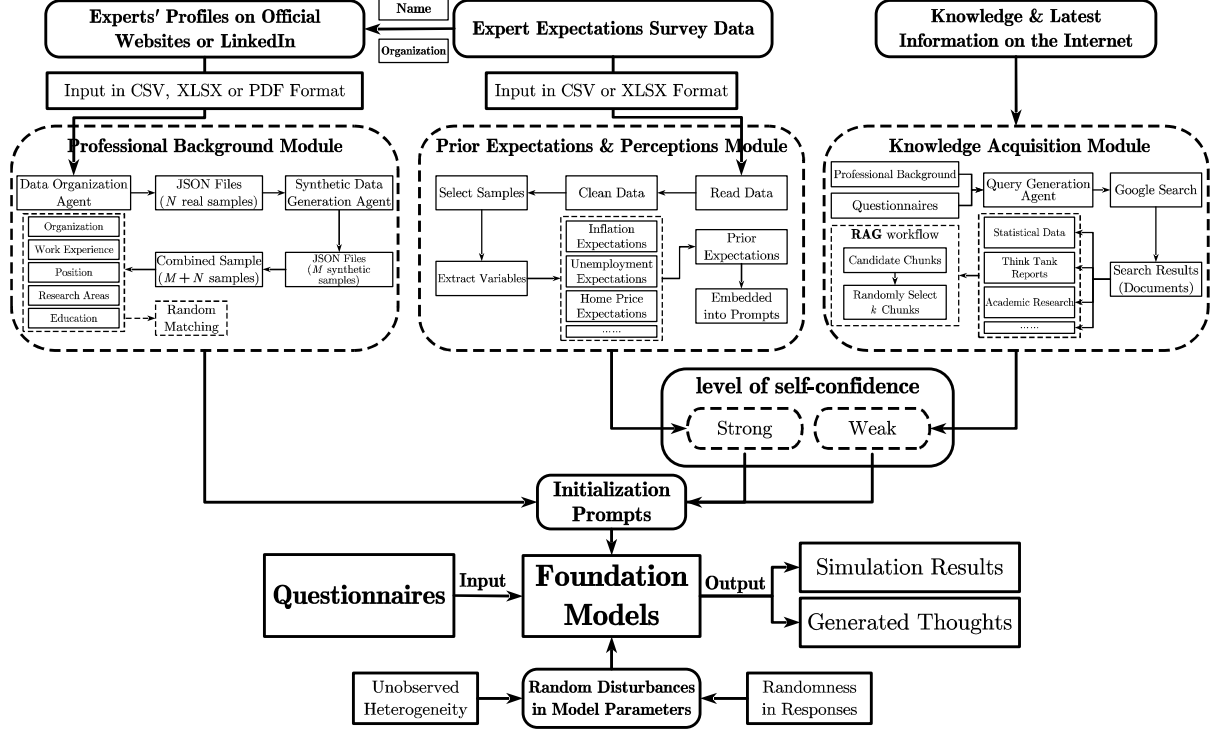 Experts' Profiles on Official
Websites or LinkedIn
Name
Organization
Expert Expectations Survey Data
Knowledge & Latest
Information on the Internet
Input in CSV, XLSX or PDF Format
Input in CSV or XLSX Format
Professional Background Module
Data Organization
Agent
JSON Files
(N real samples)
Synthetic Data
Generation Agent
Organization
Work Experience
Position
Research Areas
Education
Combined Sample
(M + N samples)
JSON Files
(M synthetic
samples)
Random
Matching
Prior Expectations & Perceptions Module
Select Samples
Clean Data
Read Data
Extract Variables
Inflation
Expectations
Unemployment
Expectations
Home Price
Expectations
......
Prior
Expectations
Embedded
into Prompts
Knowledge Acquisition Module
Professional Background
Questionnaires
Query Generation
Agent
Google Search
RAG workflow
Candidate Chunks
Randomly Select
k Chunks
Statistical Data
Think Tank
Reports
Academic Research
......
Search Results
(Documents)
level of self-confidence
Strong
Weak
Initialization
Prompts
Questionnaires
Input
Foundation
Models
Output
Simulation Results
Generated Thoughts
Unobserved
Heterogeneity
Random Disturbances
in Model Parameters
Randomness
in Responses